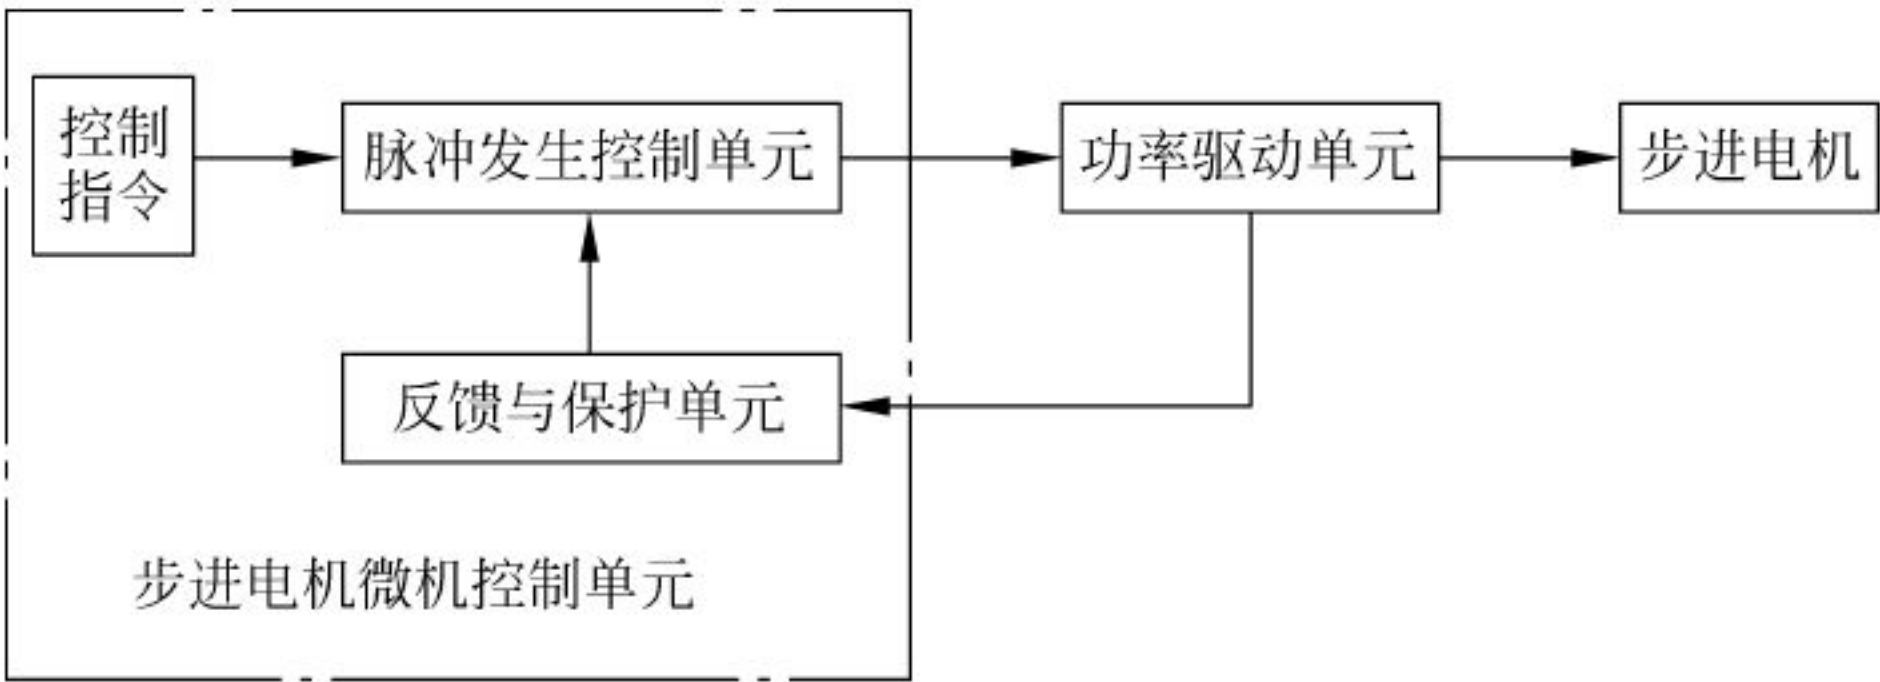 控制
指令
脉冲发生控制单元
功率驱动单元
步进电机
反馈与保护单元
步进电机微机控制单元